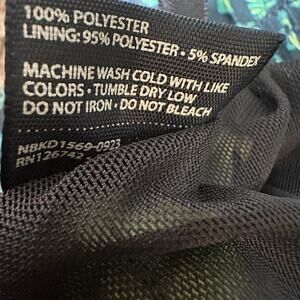 100% POLYESTER
LINING: 95% POLYESTER • 5% SPANDEX
MACHINE WASH COLD WITH LIKE
COLORS • TUMBLE DRY LOW
DO NOT IRON • DO NOT BLEACH
NBKD1569-0923
RN126742